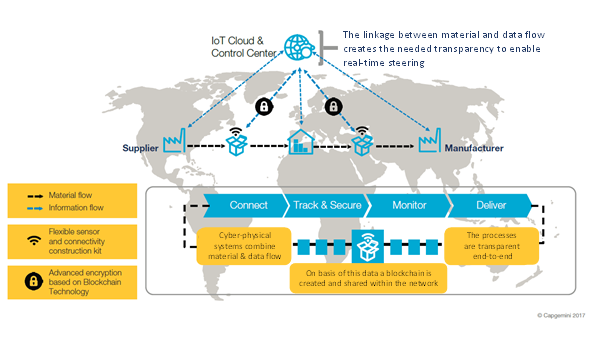 IoT Cloud &
Control Center
The linkage between material and data flow
creates the needed transparency to enable
real-time steering
Supplier
Manufacturer
Material flow
Information flow
Flexible sensor
and connectivity
construction kit
Advanced encryption
based on Blockchain
Technology
Connect
Track & Secure
Monitor
Deliver
Cyber-physical
systems combine
material & data flow
On basis of this data a blockchain is
created and shared within the network
The processes
are transparent
end-to-end
© Capgemini 2017